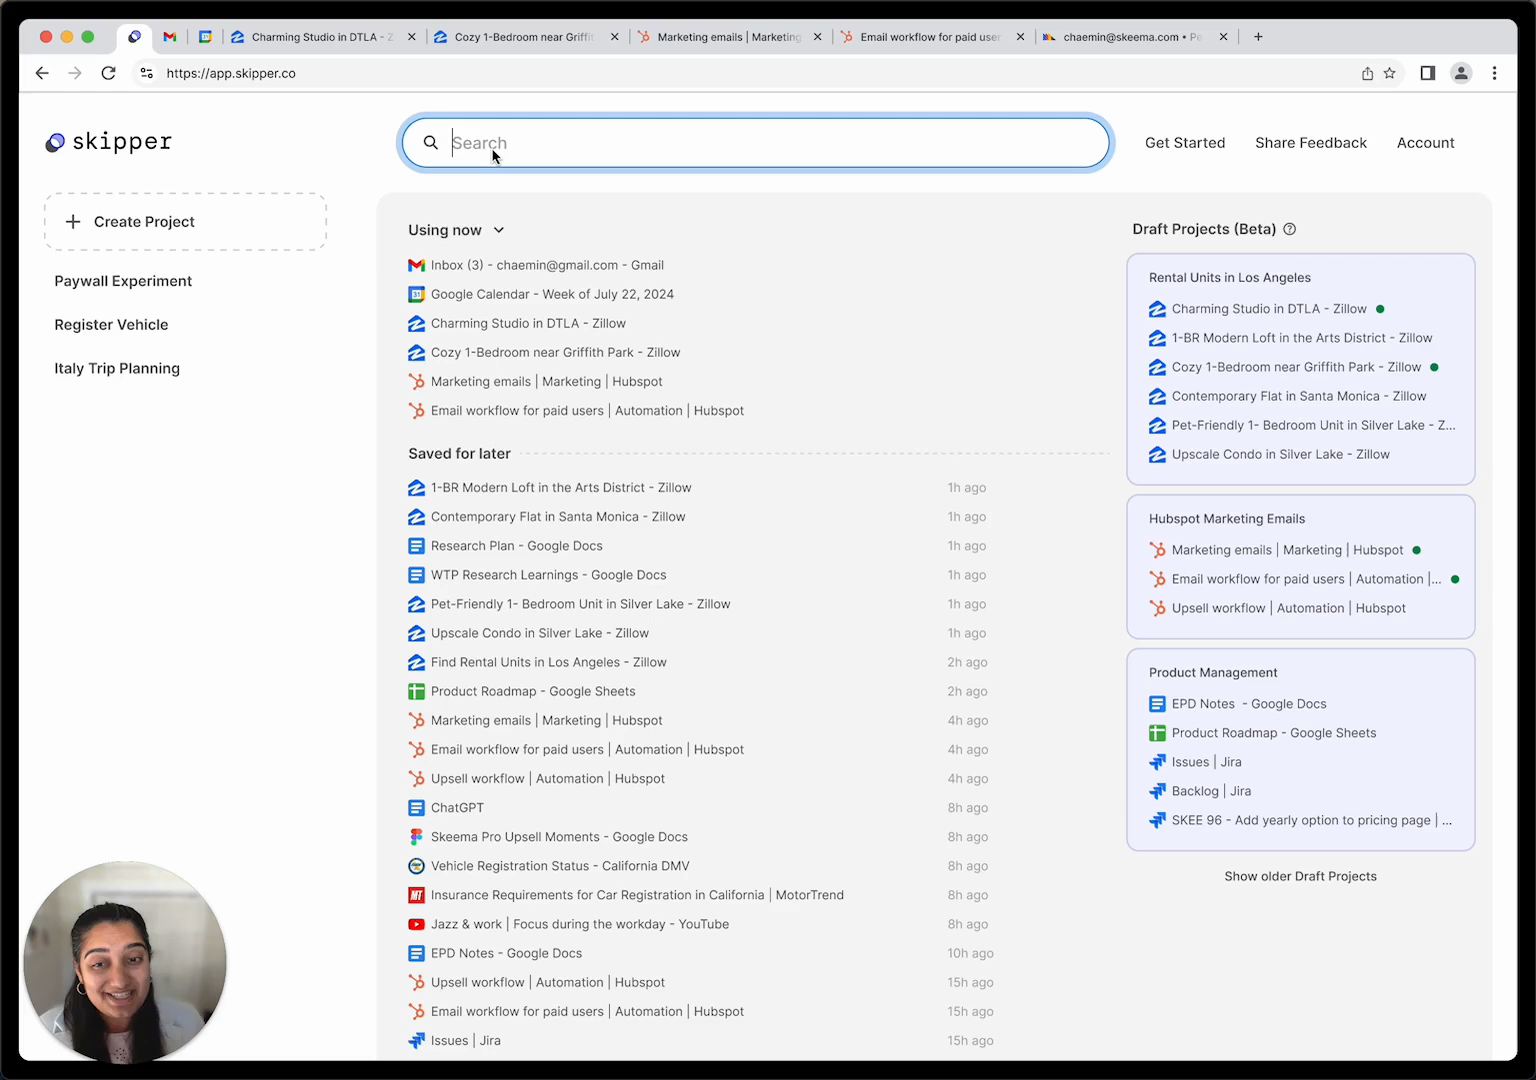 Charming Studio in DTLA - Z
Cozy 1-Bedroom near Griffit
Marketing emails | Marketing
Email workflow for paid user
chaemin@skeema.com • Pe
https://app.skipper.co
skipper
Search
Get Started
Share Feedback
Account
Create Project
Paywall Experiment
Register Vehicle
Italy Trip Planning
Using now
Inbox (3) - chaemin@gmail.com - Gmail
31
Google Calendar - Week of July 22, 2024
Charming Studio in DTLA - Zillow
Cozy 1-Bedroom near Griffith Park - Zillow
Marketing emails | Marketing | Hubspot
Email workflow for paid users | Automation | Hubspot
Saved for later
1-BR Modern Loft in the Arts District - Zillow 1h ago
Contemporary Flat in Santa Monica - Zillow 1h ago
Research Plan - Google Docs 1h ago
WTP Research Learnings - Google Docs 1h ago
Pet-Friendly 1- Bedroom Unit in Silver Lake - Zillow 1h ago
Upscale Condo in Silver Lake - Zillow 1h ago
Find Rental Units in Los Angeles - Zillow 2h ago
Product Roadmap - Google Sheets 2h ago
Marketing emails | Marketing | Hubspot 4h ago
Email workflow for paid users | Automation | Hubspot 4h ago
Upsell workflow | Automation | Hubspot 4h ago
ChatGPT 8h ago
Skeema Pro Upsell Moments - Google Docs 8h ago
Vehicle Registration Status - California DMV 8h ago
MT Insurance Requirements for Car Registration in California | MotorTrend 8h ago
Jazz & work | Focus during the workday - YouTube 8h ago
EPD Notes - Google Docs 10h ago
Upsell workflow | Automation | Hubspot 15h ago
Email workflow for paid users | Automation | Hubspot 15h ago
Issues | Jira 15h ago
Draft Projects (Beta) ?
Rental Units in Los Angeles
Charming Studio in DTLA - Zillow
1-BR Modern Loft in the Arts District - Zillow
Cozy 1-Bedroom near Griffith Park - Zillow
Contemporary Flat in Santa Monica - Zillow
Pet-Friendly 1- Bedroom Unit in Silver Lake - Z...
Upscale Condo in Silver Lake - Zillow
Hubspot Marketing Emails
Marketing emails | Marketing | Hubspot
Email workflow for paid users | Automation |...
Upsell workflow | Automation | Hubspot
Product Management
EPD Notes - Google Docs
Product Roadmap - Google Sheets
Issues | Jira
Backlog | Jira
SKEE 96 - Add yearly option to pricing page | ...
Show older Draft Projects